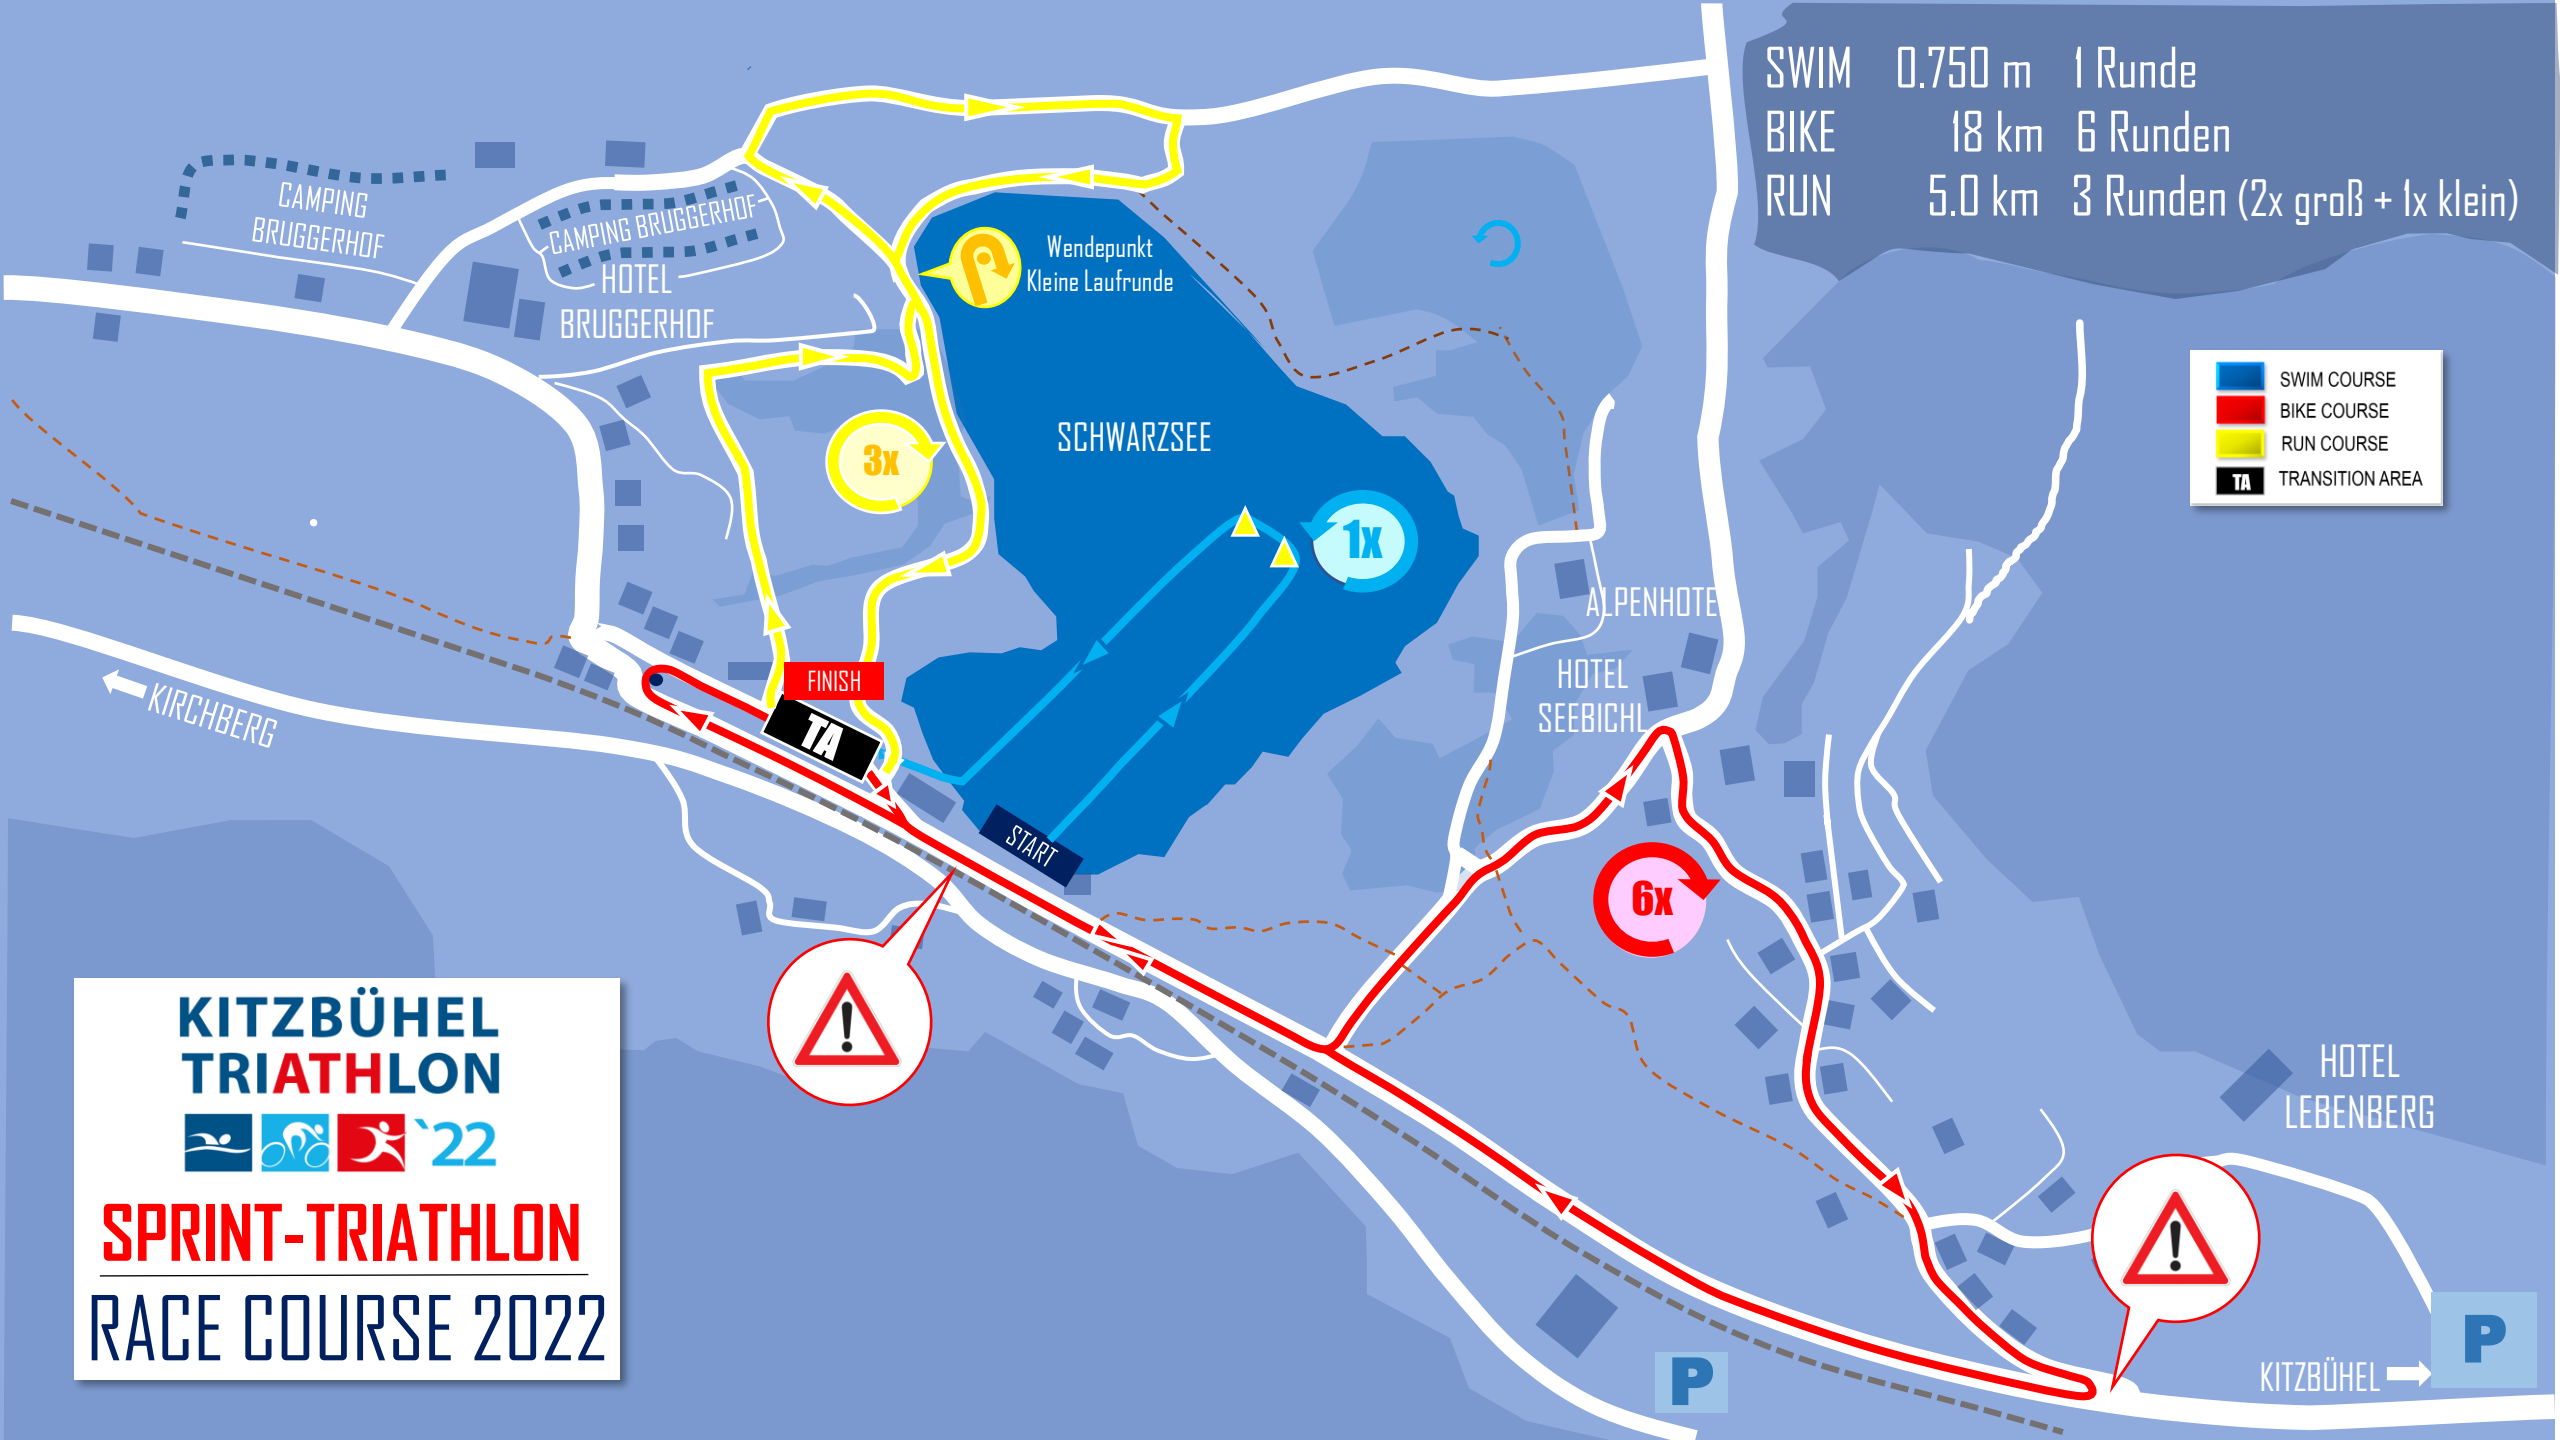 SWIM 0.750 m 1 Runde
BIKE 18 km 6 Runden
RUN 5.0 km 3 Runden (2x groß + 1x klein)
CAMPING
BRUGGERHOF
CAMPING BRUGGERHOF
HOTEL
BRUGGERHOF
Wendepunkt
Kleine Laufrunde
SWIM COURSE
BIKE COURSE
RUN COURSE
TA TRANSITION AREA
3x
SCHWARZSEE
1x
ALPENHOTE
HOTEL
SEEBICHL
KIRCHBERG
FINISH
TA
START
6x
!
!
HOTEL
LEBENBERG
KITZBÜHEL
P
P
KITZBÜHEL
TRIATHLON
`22
SPRINT-TRIATHLON
RACE COURSE 2022